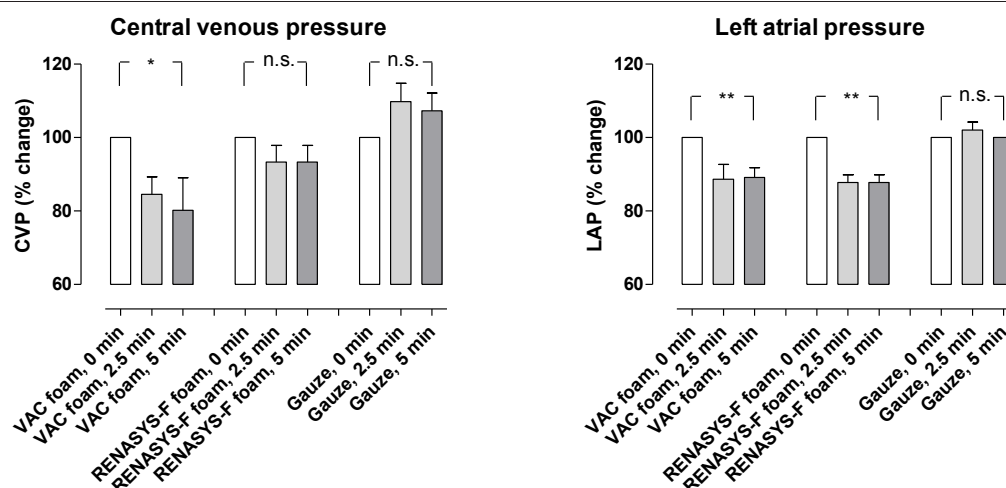 Central venous pressure
* n.s. n.s.
120
100
80
60
CVP (% change)
VAC foam, 0 min
VAC foam, 2.5 min
VAC foam, 5 min
RENASYS-F foam, 0 min
RENASYS-F foam, 2.5 min
RENASYS-F foam, 5 min
Gauze, 0 min
Gauze, 2.5 min
Gauze, 5 min
Left atrial pressure
** ** n.s.
120
100
80
60
LAP (% change)
VAC foam, 0 min
VAC foam, 2.5 min
VAC foam, 5 min
RENASYS-F foam, 0 min
RENASYS-F foam, 2.5 min
RENASYS-F foam, 5 min
Gauze, 0 min
Gauze, 2.5 min
Gauze, 5 min